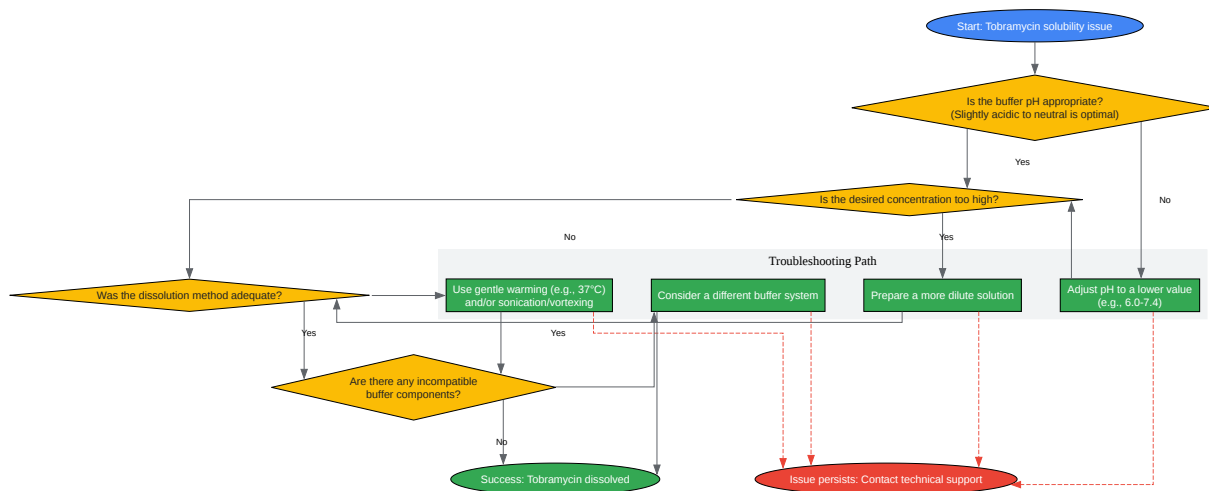 Start: Tobramycin solubility issue
Is the buffer pH appropriate?
(Slightly acidic to neutral is optimal)
Yes
No
Is the desired concentration too high?
No
Yes
Troubleshooting Path
Was the dissolution method adequate?
Use gentle warming (e.g., 37°C)
and/or sonication/vortexing
Consider a different buffer system
Prepare a more dilute solution
Adjust pH to a lower value
(e.g., 6.0-7.4)
Yes
Yes
Are there any incompatible
buffer components?
No
Success: Tobramycin dissolved
Issue persists: Contact technical support